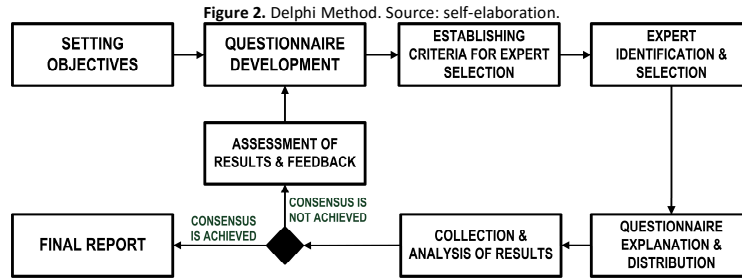 Figure 2. Delphi Method. Source: self-elaboration.
SETTING
OBJECTIVES
QUESTIONNAIRE
DEVELOPMENT
ESTABLISHING
CRITERIA FOR EXPERT
SELECTION
EXPERT
IDENTIFICATION &
SELECTION
ASSESSMENT OF
RESULTS & FEEDBACK
CONSENSUS IS
NOT ACHIEVED
CONSENSUS
IS ACHIEVED
FINAL REPORT
COLLECTION &
ANALYSIS OF RESULTS
QUESTIONNAIRE
EXPLANATION &
DISTRIBUTION